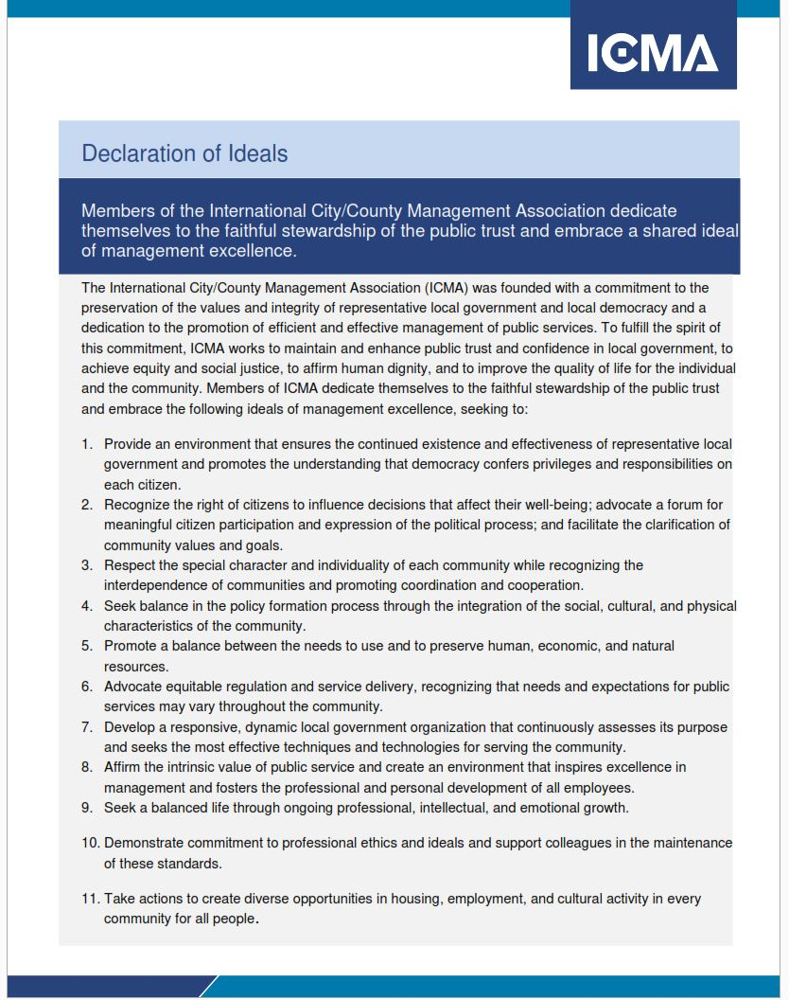 ICMA
Declaration of Ideals
Members of the International City/County Management Association dedicate
themselves to the faithful stewardship of the public trust and embrace a shared ideal
of management excellence.
The International City/County Management Association (ICMA) was founded with a commitment to the
preservation of the values and integrity of representative local government and local democracy and a
dedication to the promotion of efficient and effective management of public services. To fulfill the spirit of
this commitment, ICMA works to maintain and enhance public trust and confidence in local government, to
achieve equity and social justice, to affirm human dignity, and to improve the quality of life for the individual
and the community. Members of ICMA dedicate themselves to the faithful stewardship of the public trust
and embrace the following ideals of management excellence, seeking to:
1. Provide an environment that ensures the continued existence and effectiveness of representative local
government and promotes the understanding that democracy confers privileges and responsibilities on
each citizen.
2. Recognize the right of citizens to influence decisions that affect their well-being; advocate a forum for
meaningful citizen participation and expression of the political process; and facilitate the clarification of
community values and goals.
3. Respect the special character and individuality of each community while recognizing the
interdependence of communities and promoting coordination and cooperation.
4. Seek balance in the policy formation process through the integration of the social, cultural, and physical
characteristics of the community.
5. Promote a balance between the needs to use and to preserve human, economic, and natural
resources.
6. Advocate equitable regulation and service delivery, recognizing that needs and expectations for public
services may vary throughout the community.
7. Develop a responsive, dynamic local government organization that continuously assesses its purpose
and seeks the most effective techniques and technologies for serving the community.
8. Affirm the intrinsic value of public service and create an environment that inspires excellence in
management and fosters the professional and personal development of all employees.
9. Seek a balanced life through ongoing professional, intellectual, and emotional growth.
10. Demonstrate commitment to professional ethics and ideals and support colleagues in the maintenance
of these standards.
11. Take actions to create diverse opportunities in housing, employment, and cultural activity in every
community for all people.